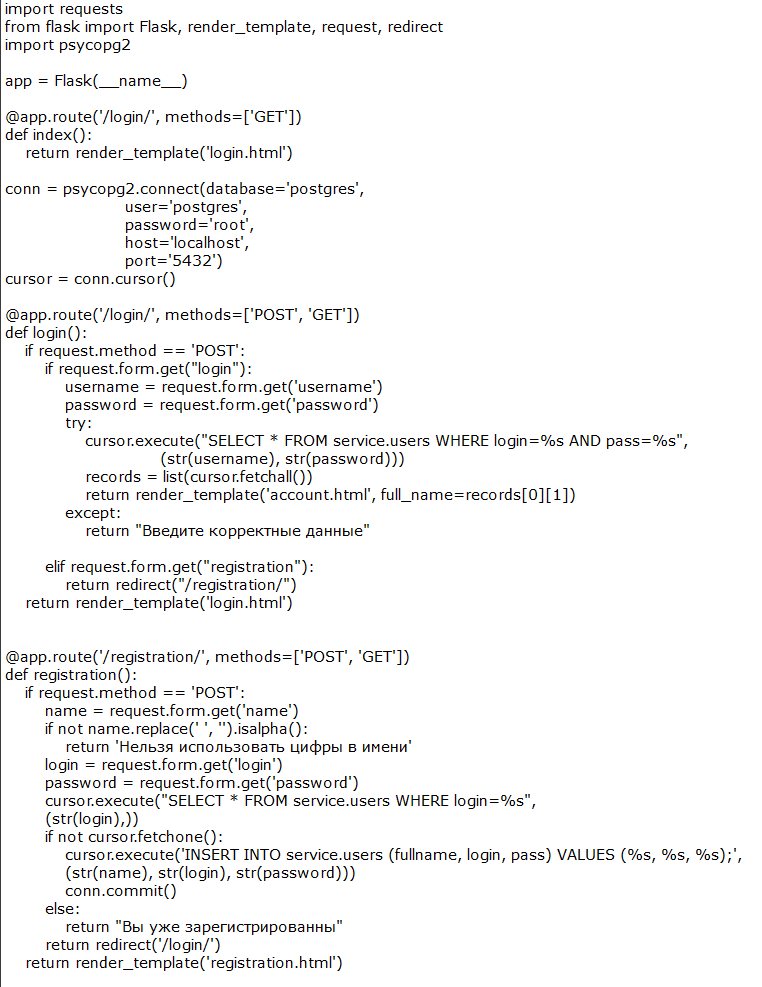 import requests
from flask import Flask, render_template, request, redirect
import psycopg2

app = Flask(__name__)

@app.route('/login/', methods=['GET'])
def index():
    return render_template('login.html')

conn = psycopg2.connect(database='postgres',
                        user='postgres',
                        password='root',
                        host='localhost',
                        port='5432')
cursor = conn.cursor()

@app.route('/login/', methods=['POST', 'GET'])
def login():
    if request.method == 'POST':
        if request.form.get("login"):
            username = request.form.get('username')
            password = request.form.get('password')
            try:
                cursor.execute("SELECT * FROM service.users WHERE login=%s AND pass=%s",
                               (str(username), str(password)))
                records = list(cursor.fetchall())
                return render_template('account.html', full_name=records[0][1])
            except:
                return "Введите корректные данные"

        elif request.form.get("registration"):
            return redirect("/registration/")
    return render_template('login.html')


@app.route('/registration/', methods=['POST', 'GET'])
def registration():
    if request.method == 'POST':
        name = request.form.get('name')
        if not name.replace(' ', '').isalpha():
            return 'Нельзя использовать цифры в имени'
        login = request.form.get('login')
        password = request.form.get('password')
        cursor.execute("SELECT * FROM service.users WHERE login=%s",
        (str(login),))
        if not cursor.fetchone():
            cursor.execute('INSERT INTO service.users (fullname, login, pass) VALUES (%s, %s, %s);',
            (str(name), str(login), str(password)))
            conn.commit()
        else:
            return "Вы уже зарегистрированны"
        return redirect('/login/')
    return render_template('registration.html')